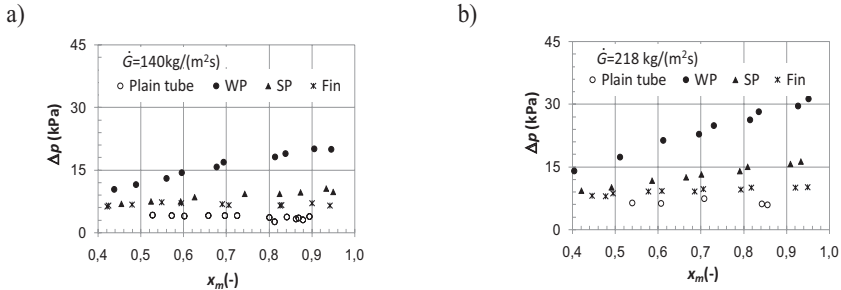 a)
b)
45
Ġ=140kg/(m²s)
Plain tube WP SP Fin
30
15
0
Δp (kPa)
0,4 0,5 0,6 0,7 0,8 0,9 1,0
xₘ(-)
45
Ġ=218 kg/(m²s)
Plain tube WP SP Fin
30
15
0
Δp (kPa)
0,4 0,5 0,6 0,7 0,8 0,9 1,0
xₘ(-)